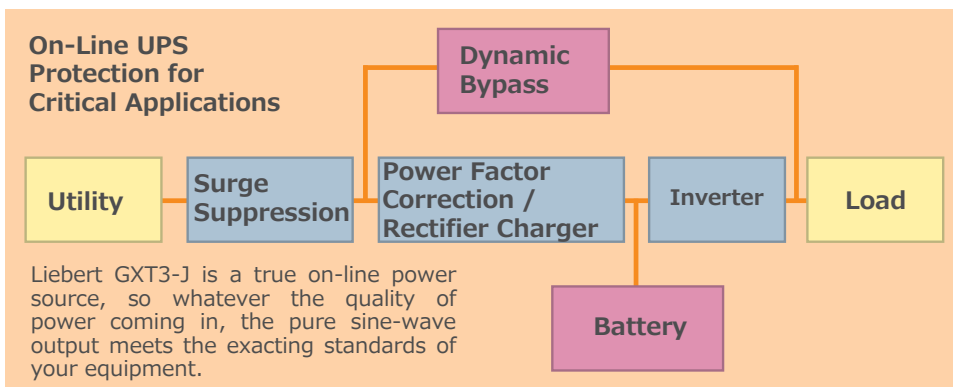 On-Line UPS
Protection for
Critical Applications
Dynamic
Bypass
Utility
Surge
Suppression
Power Factor
Correction /
Rectifier Charger
Inverter
Load
Liebert GXT3-J is a true on-line power
source, so whatever the quality of
power coming in, the pure sine-wave
output meets the exacting standards of
your equipment.
Battery